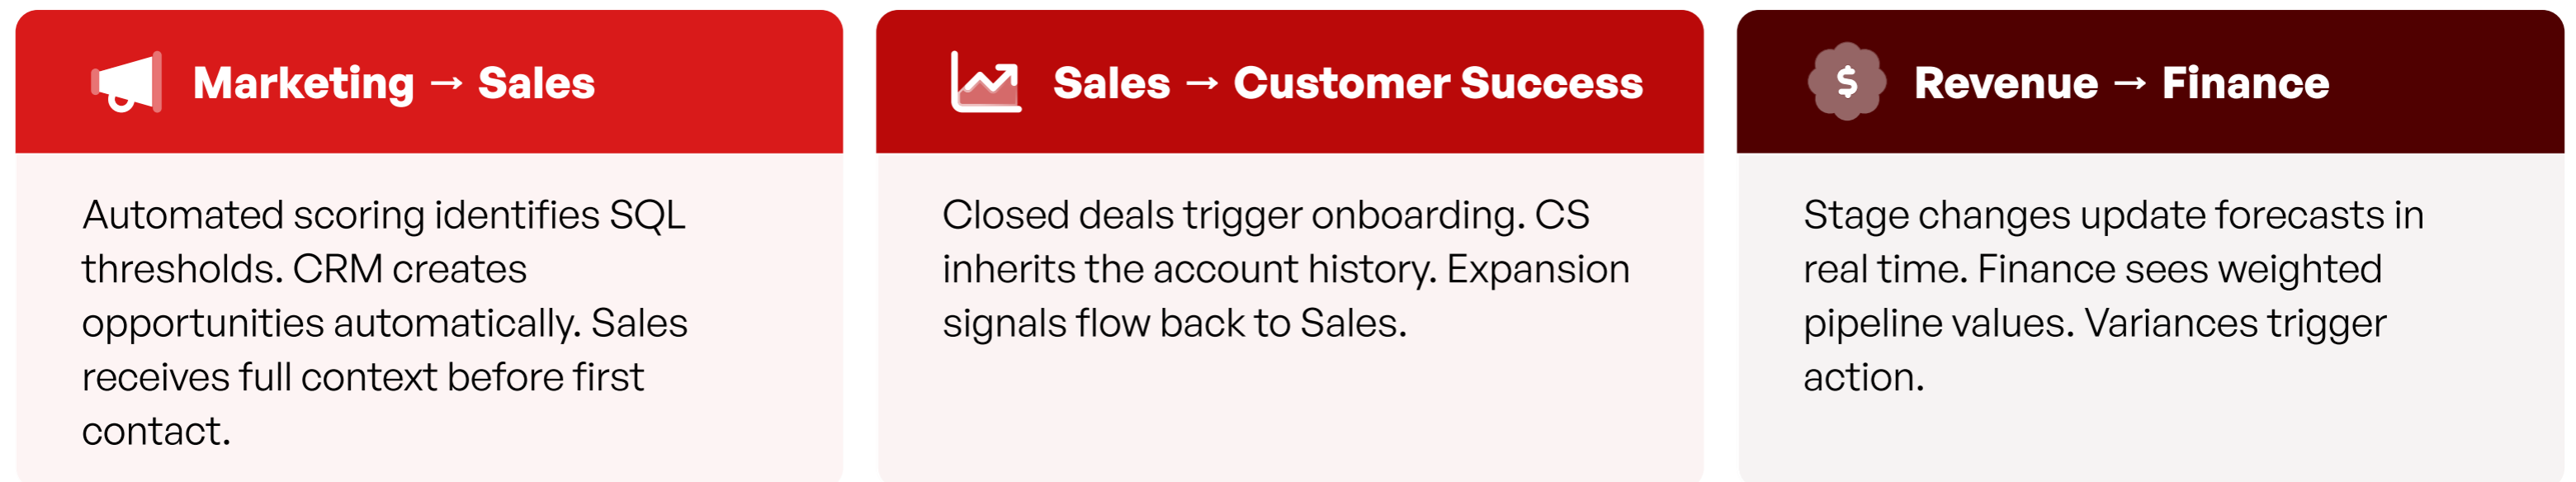 Marketing → Sales
Automated scoring identifies SQL
thresholds. CRM creates
opportunities automatically. Sales
receives full context before first
contact.
Sales → Customer Success
Closed deals trigger onboarding. CS
inherits the account history. Expansion
signals flow back to Sales.
$
Revenue → Finance
Stage changes update forecasts in
real time. Finance sees weighted
pipeline values. Variances trigger
action.